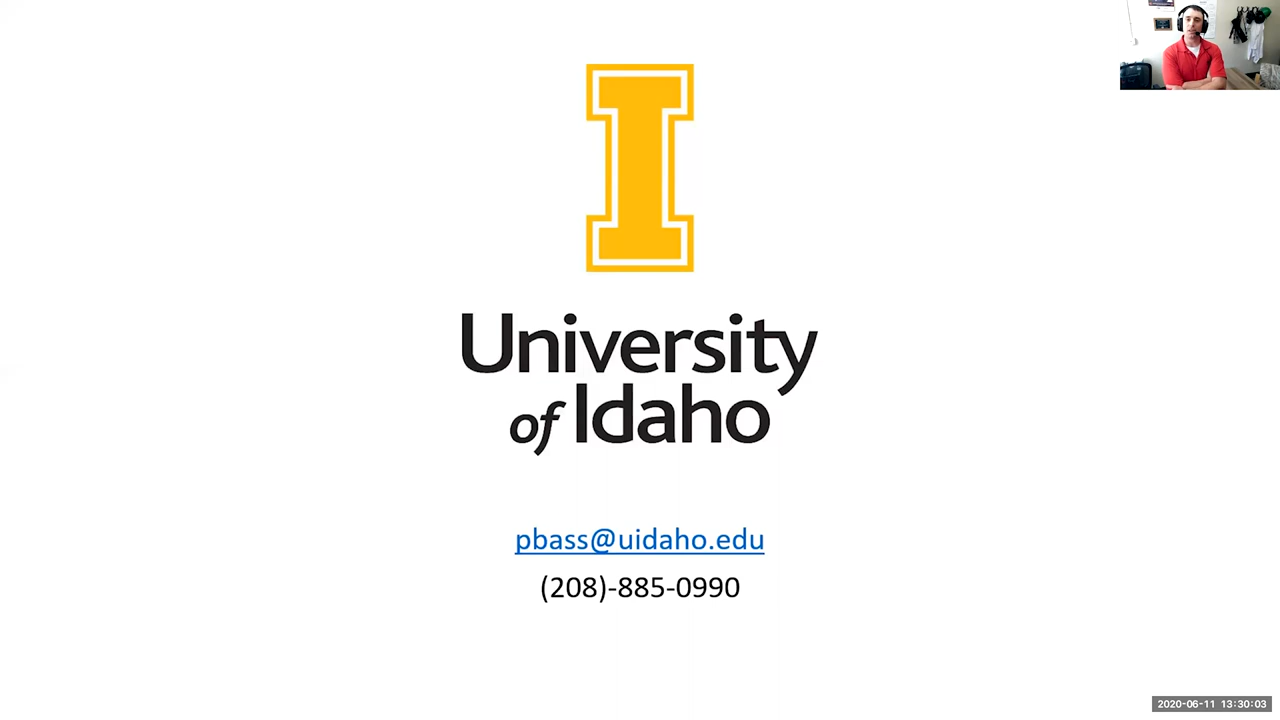 I
University
of Idaho
pbass@uidaho.edu
(208)-885-0990
2020-06-11 13:30:03